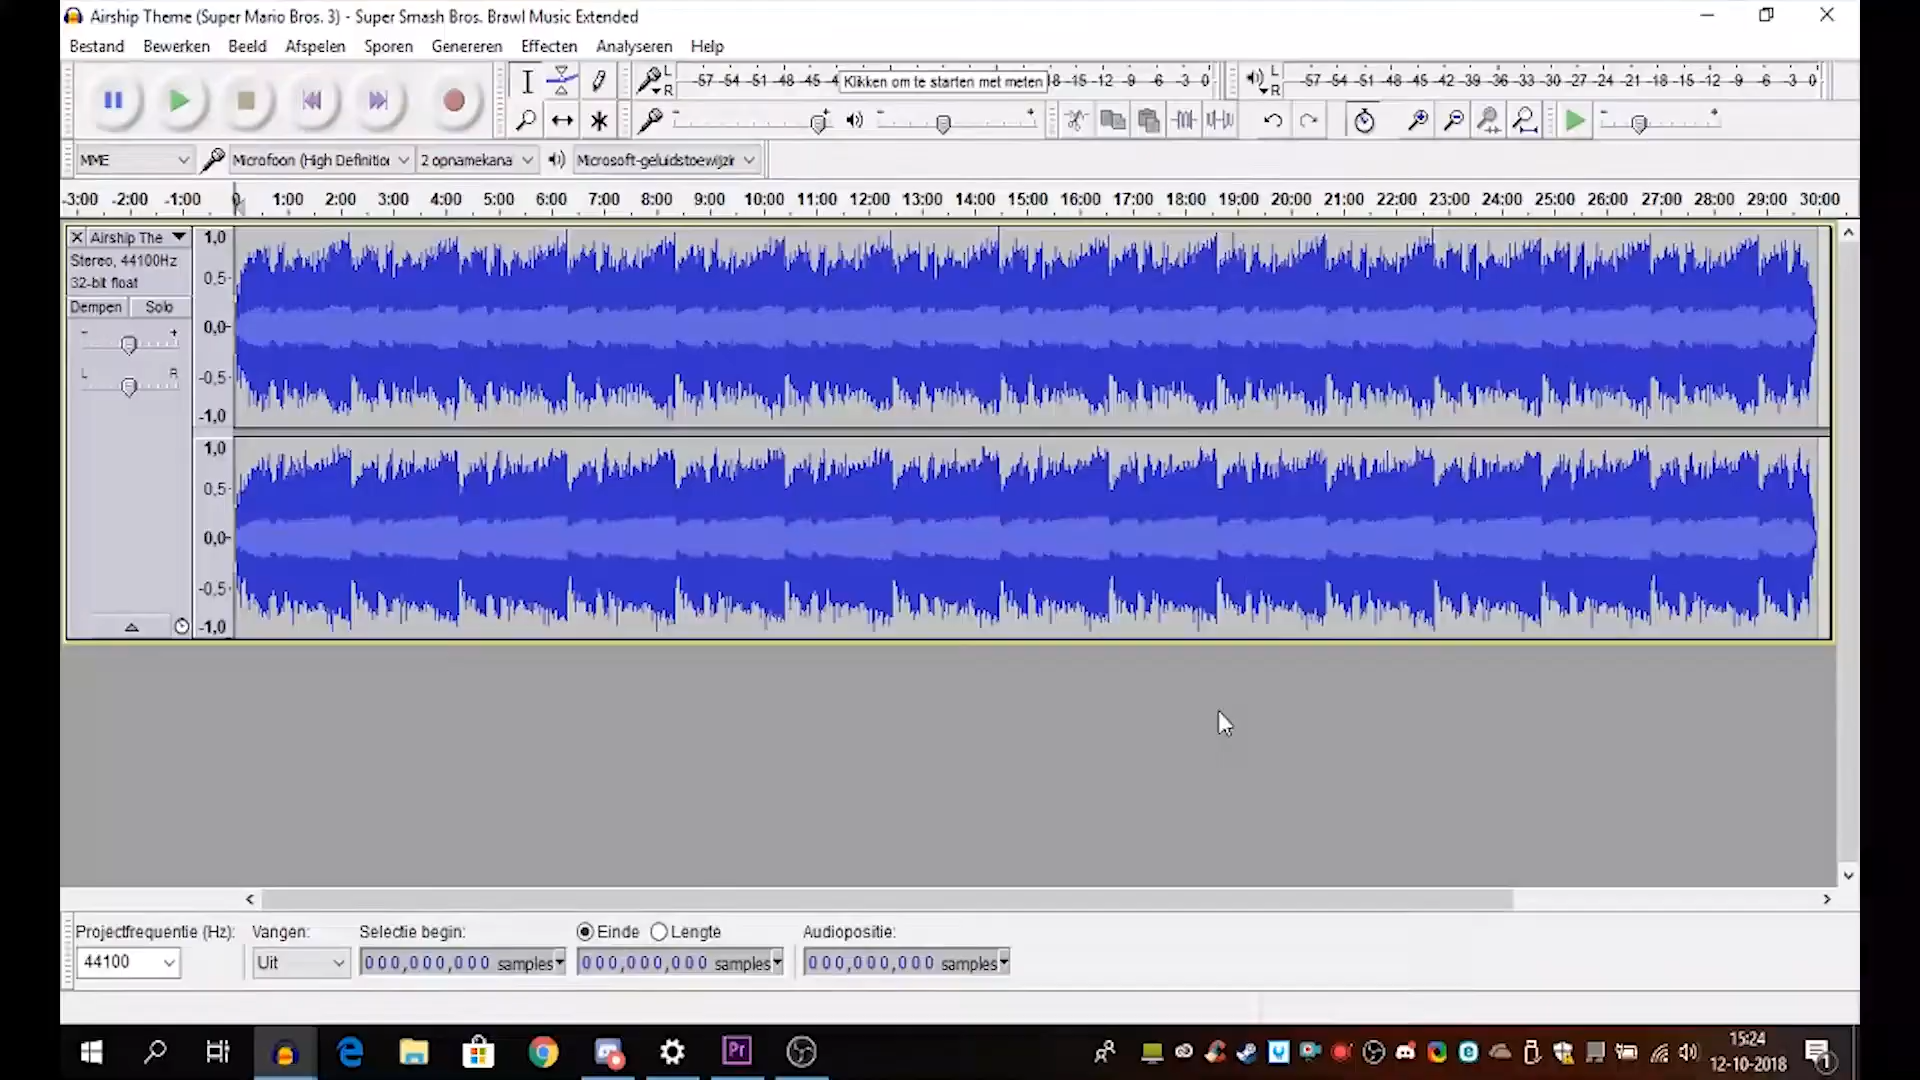 Airship Theme (Super Mario Bros. 3) - Super Smash Bros. Brawl Music Extended
Bestand Bewerken Beeld Afspelen Sporen Genereren Effecten Analyseren Help
L R -57 -54 -51 -48 -45 -4 Klikken om te starten met meten 18 -15 -12 -9 -6 -3 0 L R -57 -54 -51 -48 -45 -42 -39 -36 -33 -30 -27 -24 -21 -18 -15 -12 -9 -6 -3 0
MME Microfoon (High Definitior 2 opnamekana Microsoft-geluidstoewijzir
-3:00 -2:00 -1:00 0 1:00 2:00 3:00 4:00 5:00 6:00 7:00 8:00 9:00 10:00 11:00 12:00 13:00 14:00 15:00 16:00 17:00 18:00 19:00 20:00 21:00 22:00 23:00 24:00 25:00 26:00 27:00 28:00 29:00 30:00
Airship The
Stereo, 44100Hz
32-bit float
Dempen Solo
- +
L R
1,0
0,5-
0,0-
-0,5-
-1,0
1,0
0,5-
0,0-
-0,5-
-1,0
Projectfrequentie (Hz): Vangen: Selectie begin: Einde Lengte Audiopositie:
44100 Uit 000,000,000 samples 000,000,000 samples 000,000,000 samples
Pr
15:24
12-10-2018
1